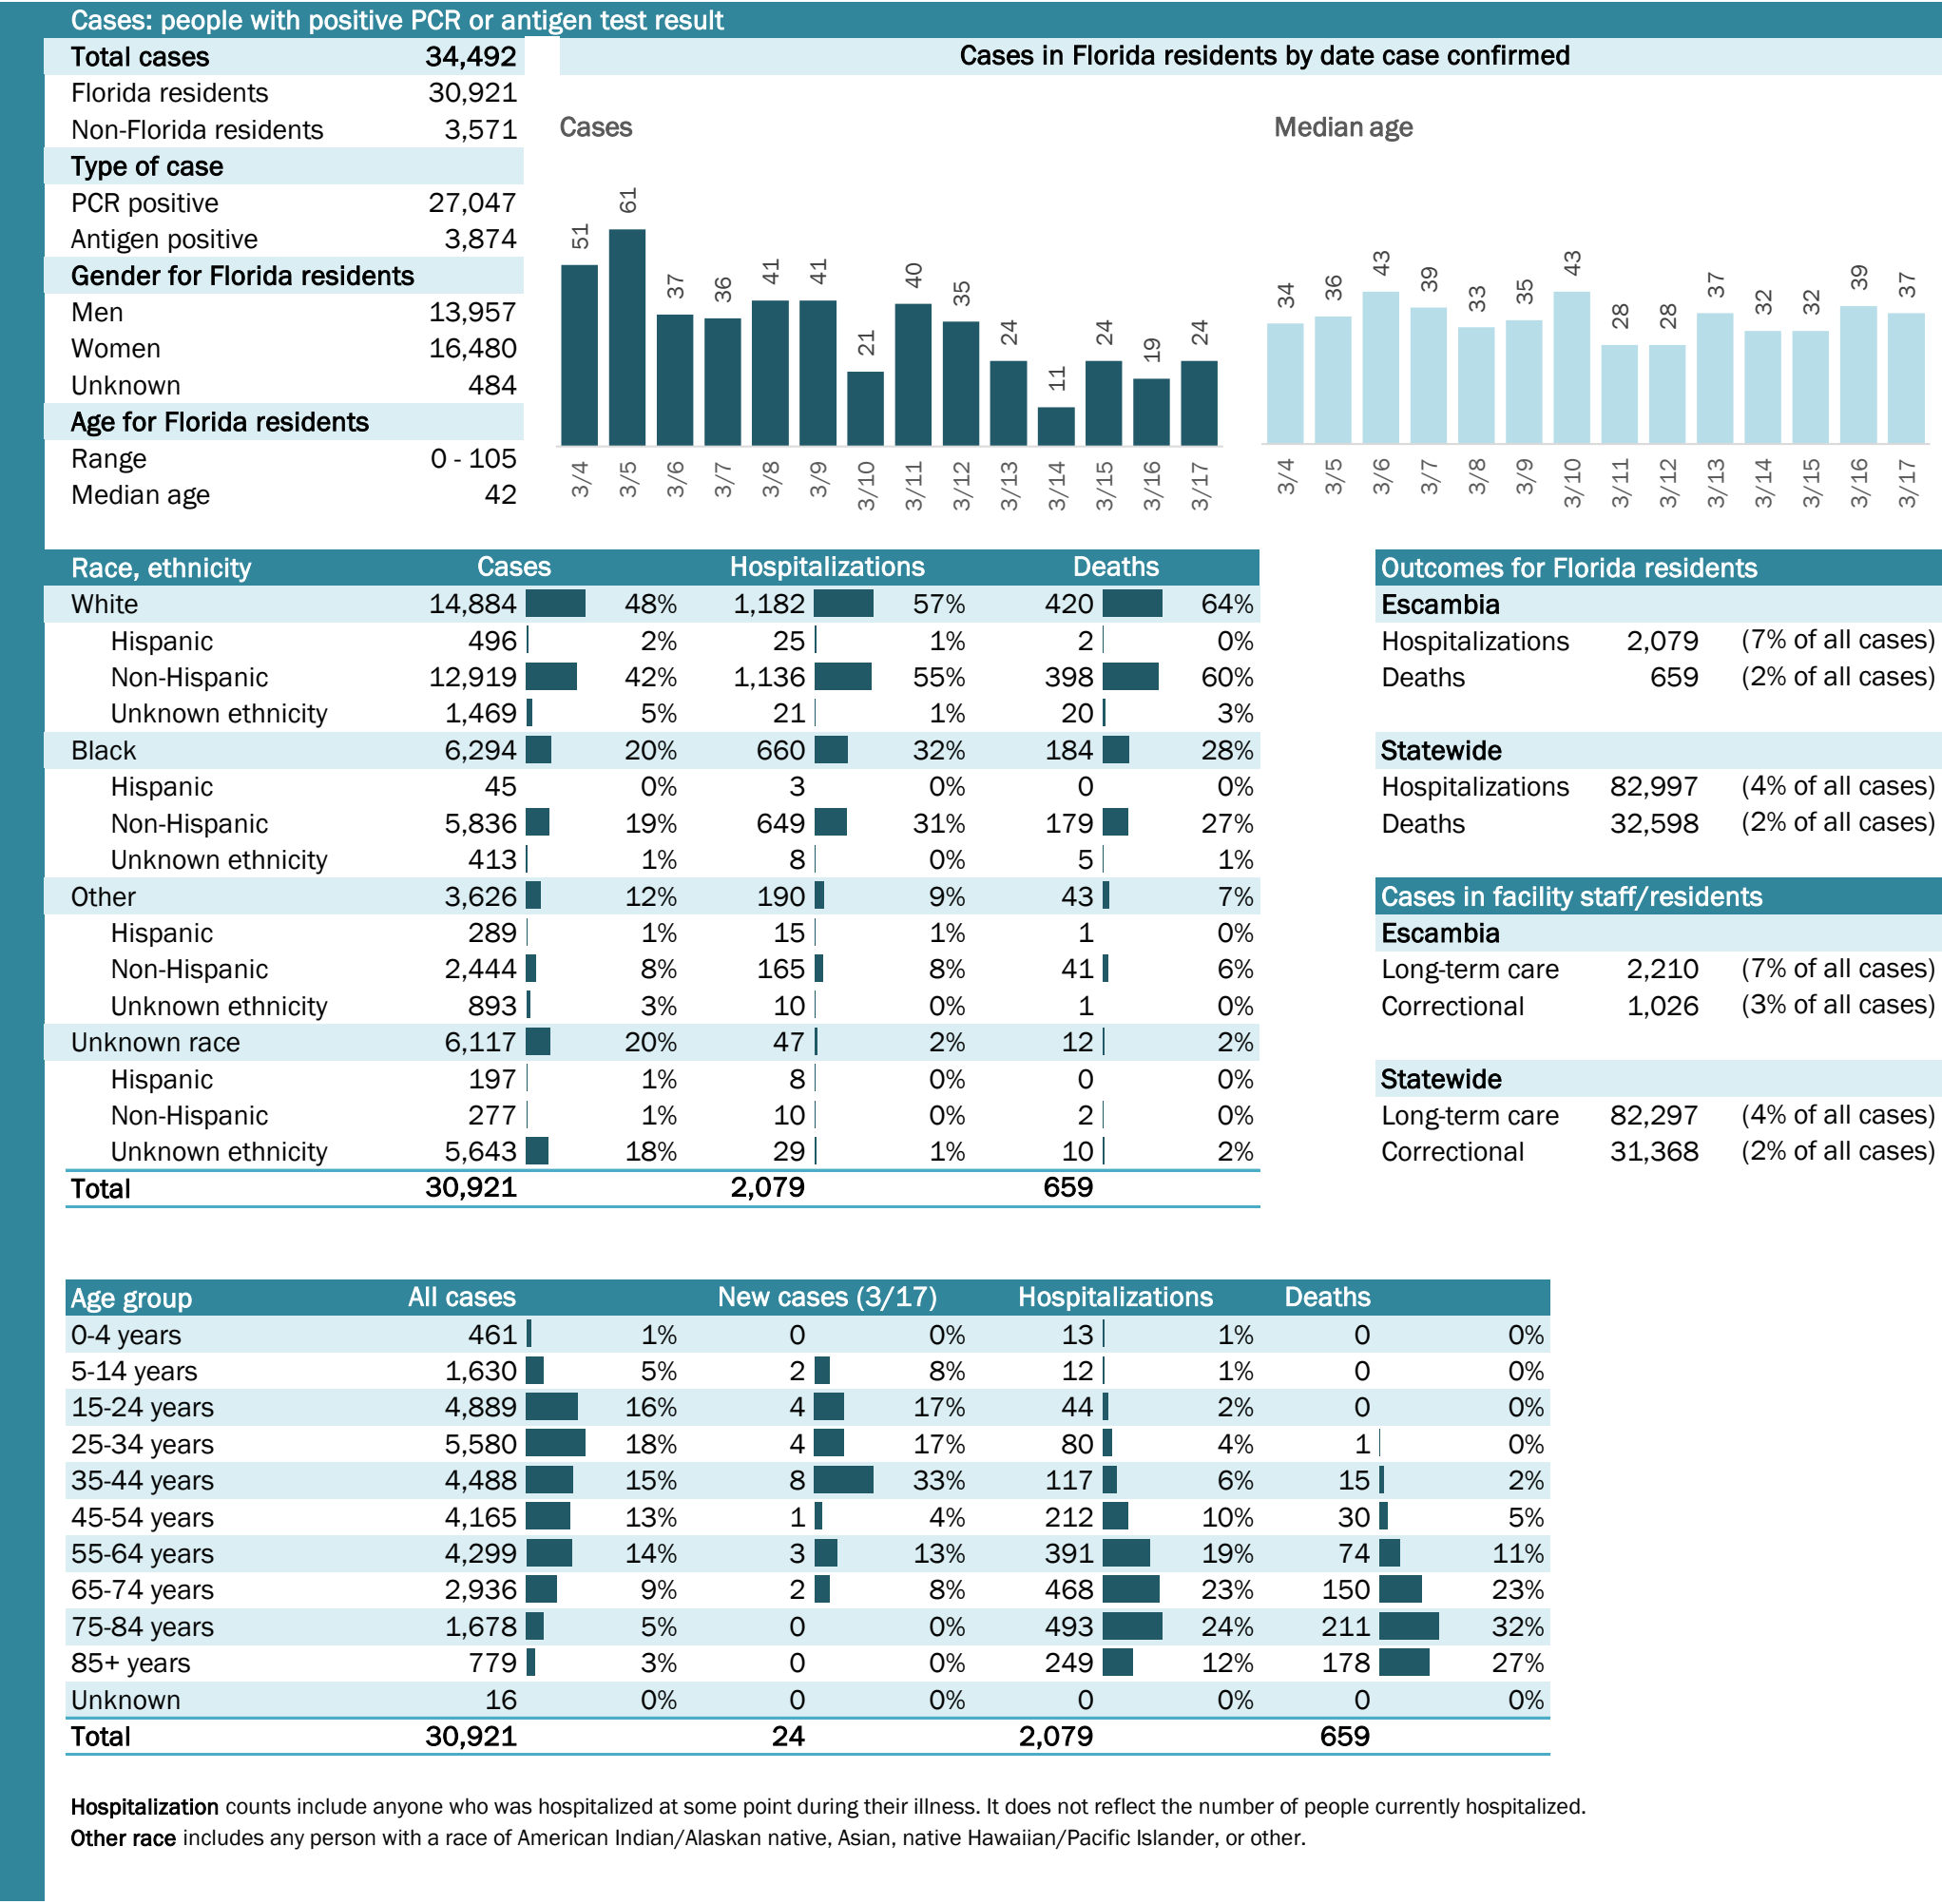 Cases: people with positive PCR or antigen test result
Total cases 34,492
Florida residents 30,921
Non-Florida residents 3,571
Type of case
PCR positive 27,047
Antigen positive 3,874
Gender for Florida residents
Men 13,957
Women 16,480
Unknown 484
Age for Florida residents
Range 0 - 105
Median age 42
Cases in Florida residents by date case confirmed
Cases
51 61 37 36 41 41 21 40 35 24 11 24 19 24
3/4 3/5 3/6 3/7 3/8 3/9 3/10 3/11 3/12 3/13 3/14 3/15 3/16 3/17
Median age
34 36 43 39 33 35 43 28 28 37 32 32 39 37
3/4 3/5 3/6 3/7 3/8 3/9 3/10 3/11 3/12 3/13 3/14 3/15 3/16 3/17
Race, ethnicity Cases Hospitalizations Deaths
White 14,884 48% 1,182 57% 420 64%
Hispanic 496 2% 25 1% 2 0%
Non-Hispanic 12,919 42% 1,136 55% 398 60%
Unknown ethnicity 1,469 5% 21 1% 20 3%
Black 6,294 20% 660 32% 184 28%
Hispanic 45 0% 3 0% 0 0%
Non-Hispanic 5,836 19% 649 31% 179 27%
Unknown ethnicity 413 1% 8 0% 5 1%
Other 3,626 12% 190 9% 43 7%
Hispanic 289 1% 15 1% 1 0%
Non-Hispanic 2,444 8% 165 8% 41 6%
Unknown ethnicity 893 3% 10 0% 1 0%
Unknown race 6,117 20% 47 2% 12 2%
Hispanic 197 1% 8 0% 0 0%
Non-Hispanic 277 1% 10 0% 2 0%
Unknown ethnicity 5,643 18% 29 1% 10 2%
Total 30,921 2,079 659
Outcomes for Florida residents
Escambia
Hospitalizations 2,079 (7% of all cases)
Deaths 659 (2% of all cases)
Statewide
Hospitalizations 82,997 (4% of all cases)
Deaths 32,598 (2% of all cases)
Cases in facility staff/residents
Escambia
Long-term care 2,210 (7% of all cases)
Correctional 1,026 (3% of all cases)
Statewide
Long-term care 82,297 (4% of all cases)
Correctional 31,368 (2% of all cases)
Age group All cases New cases (3/17) Hospitalizations Deaths
0-4 years 461 1% 0 0% 13 1% 0 0%
5-14 years 1,630 5% 2 8% 12 1% 0 0%
15-24 years 4,889 16% 4 17% 44 2% 0 0%
25-34 years 5,580 18% 4 17% 80 4% 1 0%
35-44 years 4,488 15% 8 33% 117 6% 15 2%
45-54 years 4,165 13% 1 4% 212 10% 30 5%
55-64 years 4,299 14% 3 13% 391 19% 74 11%
65-74 years 2,936 9% 2 8% 468 23% 150 23%
75-84 years 1,678 5% 0 0% 493 24% 211 32%
85+ years 779 3% 0 0% 249 12% 178 27%
Unknown 16 0% 0 0% 0 0% 0 0%
Total 30,921 24 2,079 659
Hospitalization counts include anyone who was hospitalized at some point during their illness. It does not reflect the number of people currently hospitalized.
Other race includes any person with a race of American Indian/Alaskan native, Asian, native Hawaiian/Pacific Islander, or other.